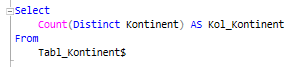 Select
Count(Distinct Kontinent) AS Kol_Kontinent
From
Tabl_Kontinent$